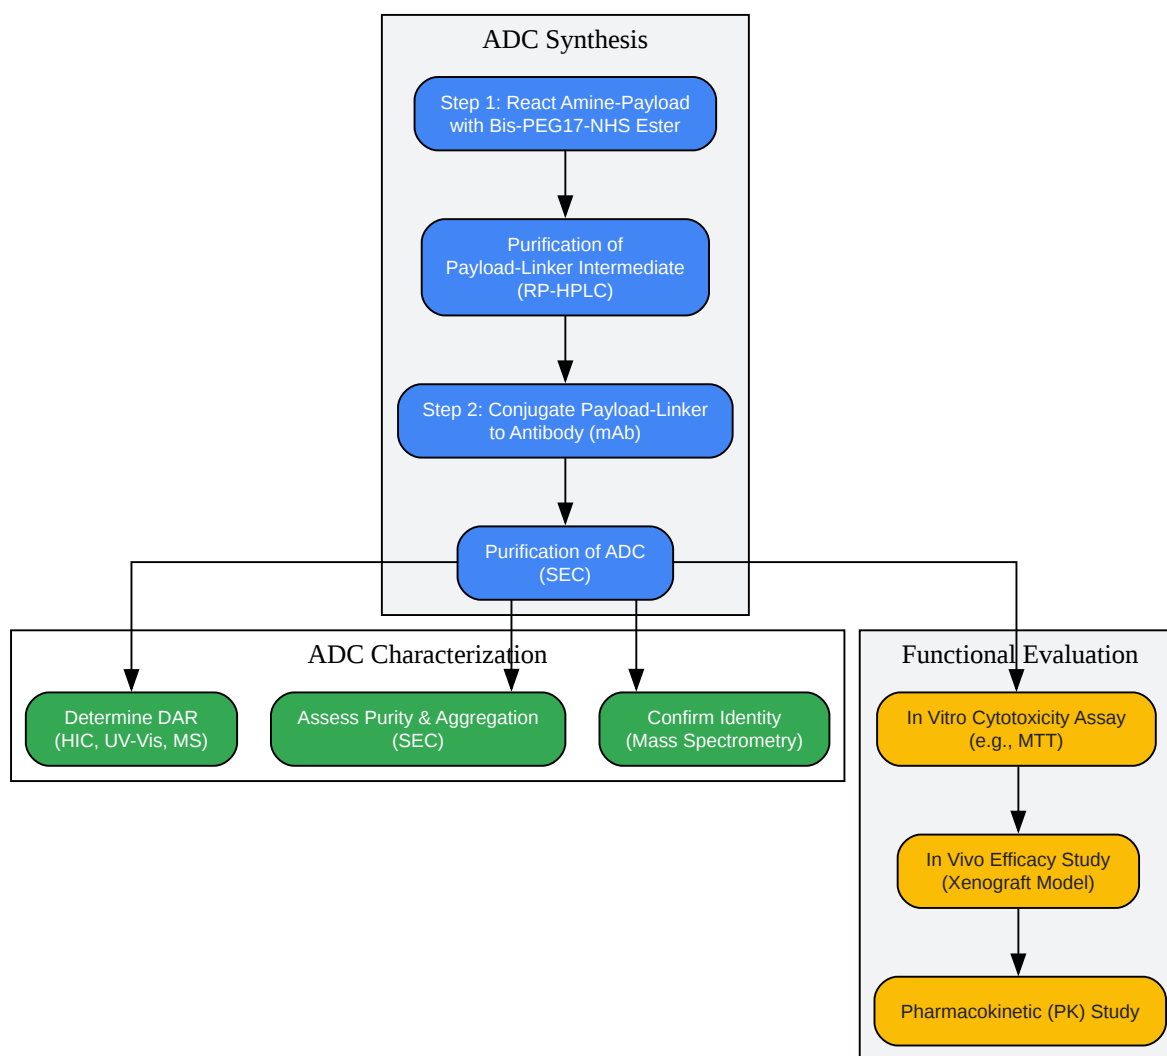 ADC Synthesis
Step 1: React Amine-Payload
with Bis-PEG17-NHS Ester
Purification of
Payload-Linker Intermediate
(RP-HPLC)
Step 2: Conjugate Payload-Linker
to Antibody (mAb)
Purification of ADC
(SEC)
ADC Characterization
Determine DAR
(HIC, UV-Vis, MS)
Assess Purity & Aggregation
(SEC)
Confirm Identity
(Mass Spectrometry)
Functional Evaluation
In Vitro Cytotoxicity Assay
(e.g., MTT)
In Vivo Efficacy Study
(Xenograft Model)
Pharmacokinetic (PK) Study